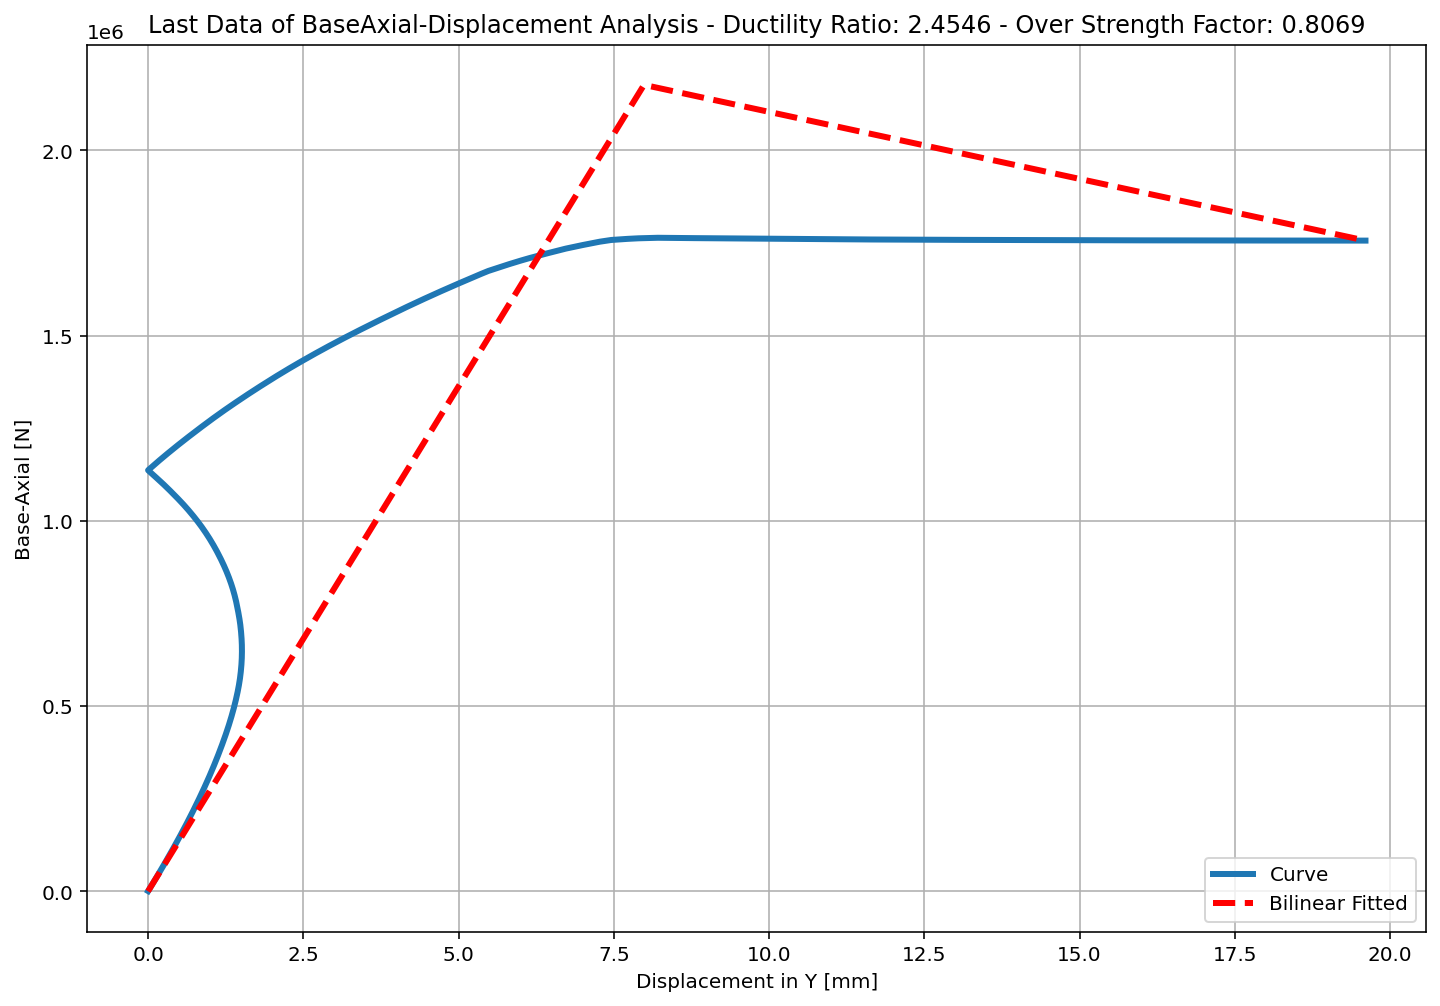 Last Data of BaseAxial-Displacement Analysis - Ductility Ratio: 2.4546 - Over Strength Factor: 0.8069
1e6
2.0
1.5
1.0
0.5
0.0
Base-Axial [N]
Curve
Bilinear Fitted
0.0 2.5 5.0 7.5 10.0 12.5 15.0 17.5 20.0
Displacement in Y [mm]